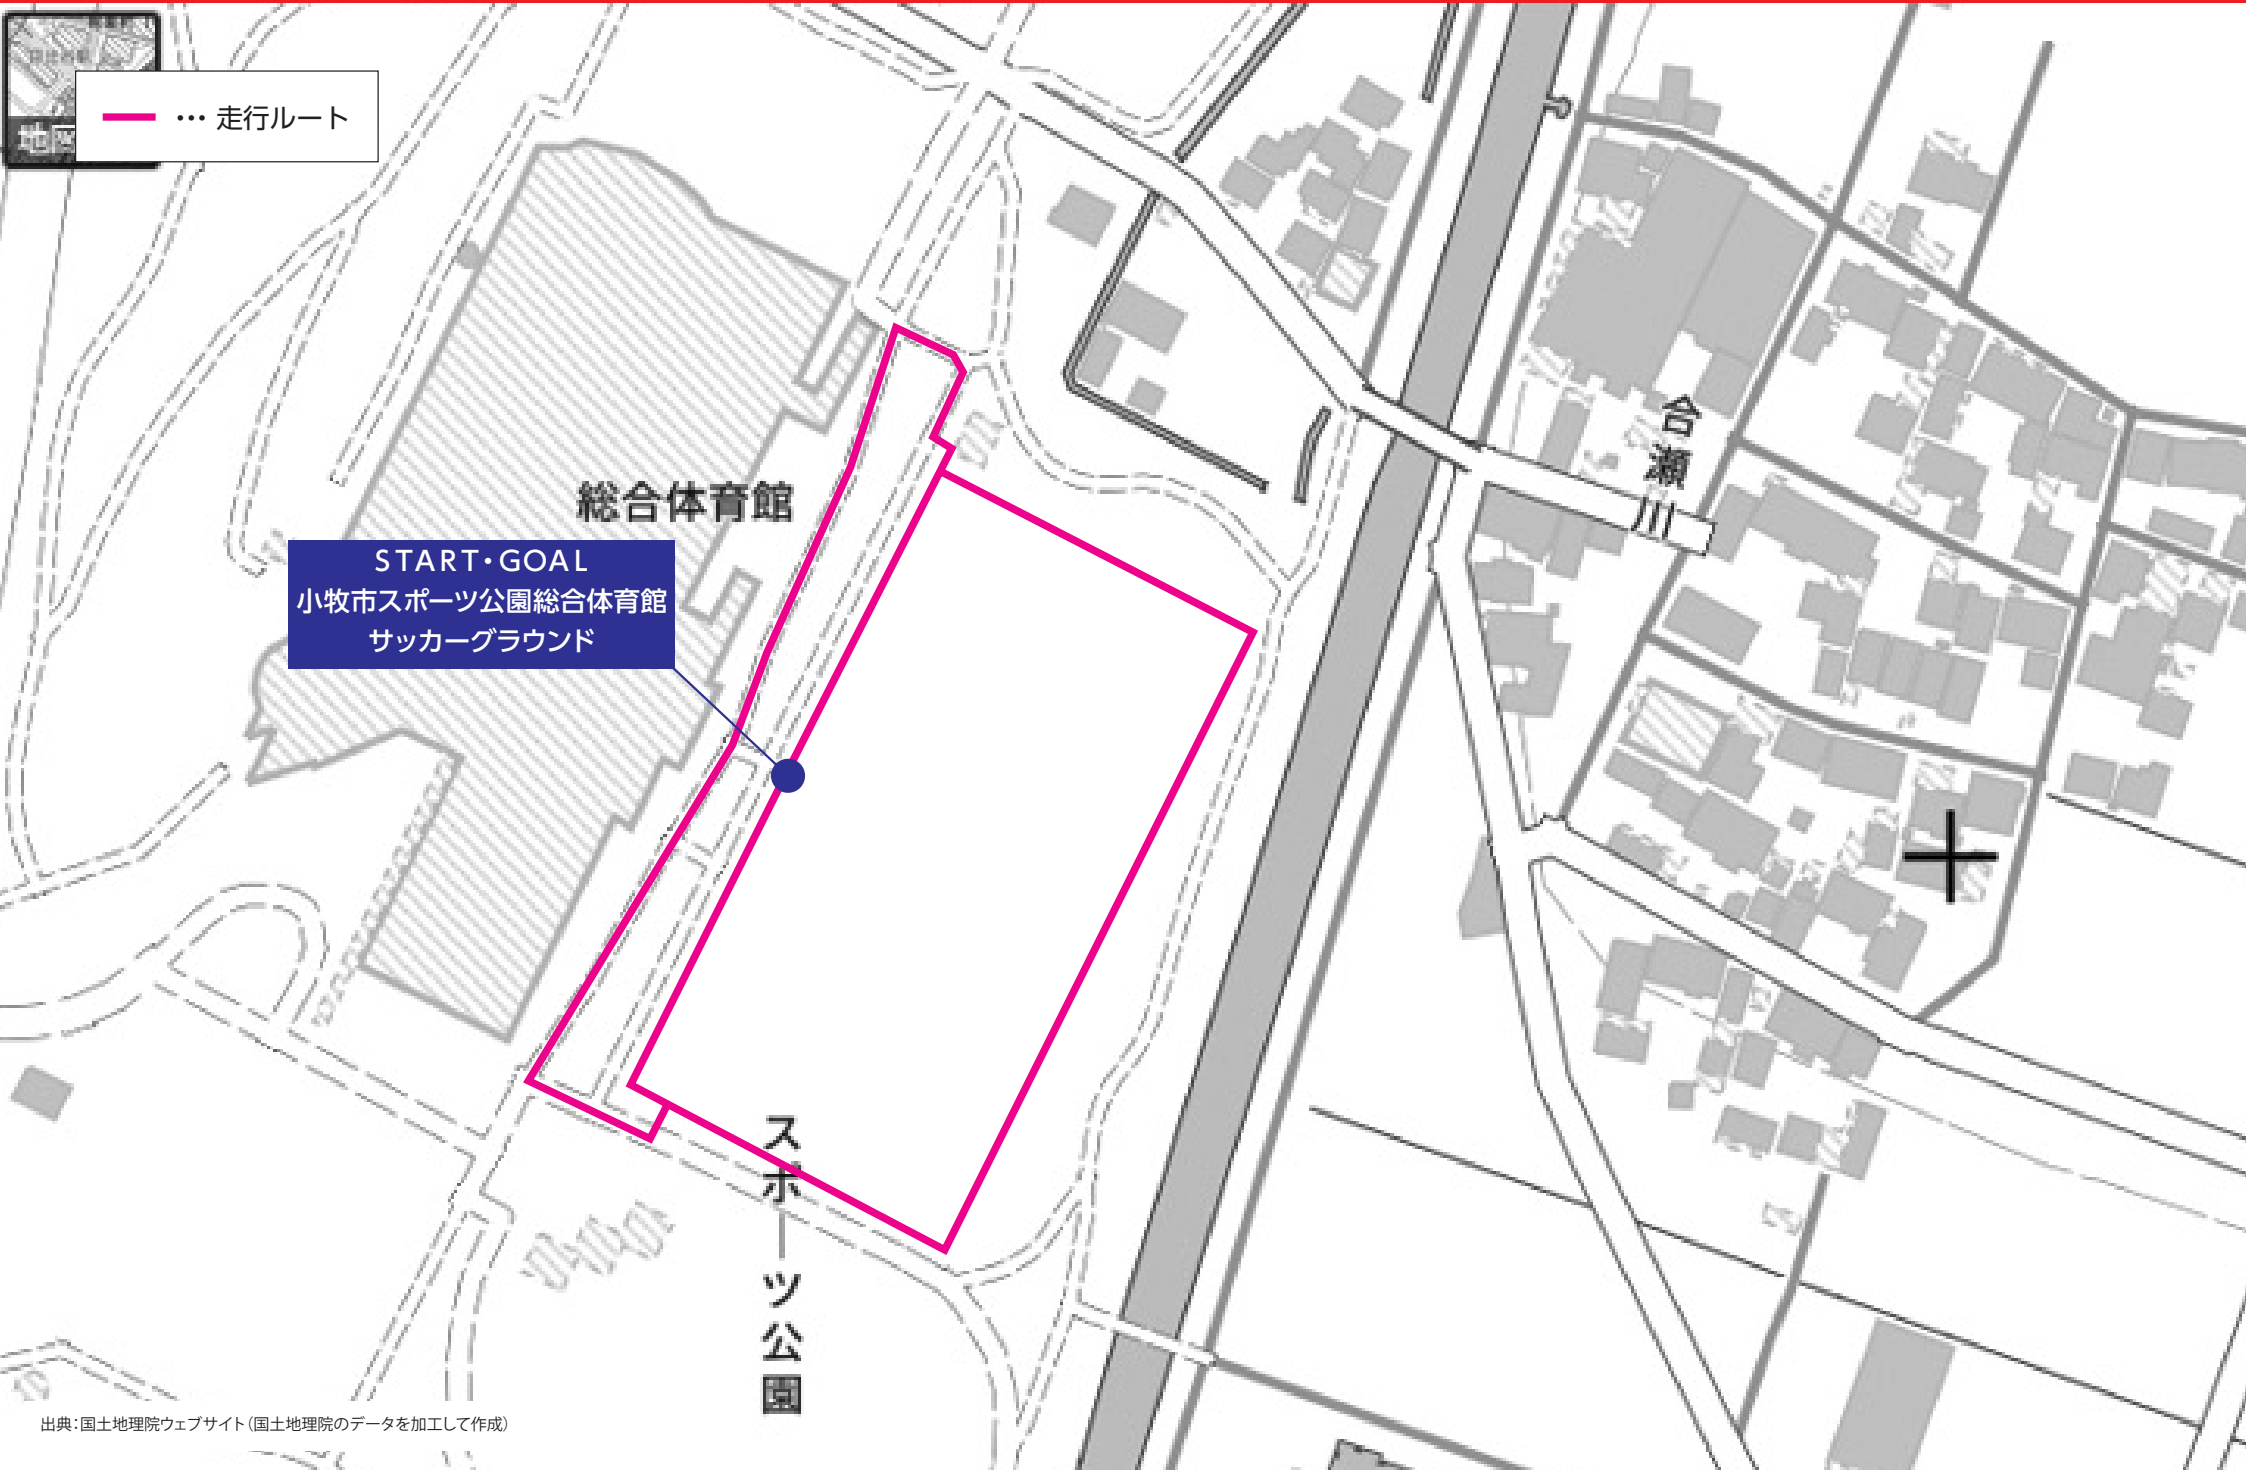 … 走行ルート
総合体育館
START・GOAL
小牧市スポーツ公園総合体育館
サッカーグラウンド
合瀬川
スポーツ公園
出典：国土地理院ウェブサイト（国土地理院のデータを加工して作成）